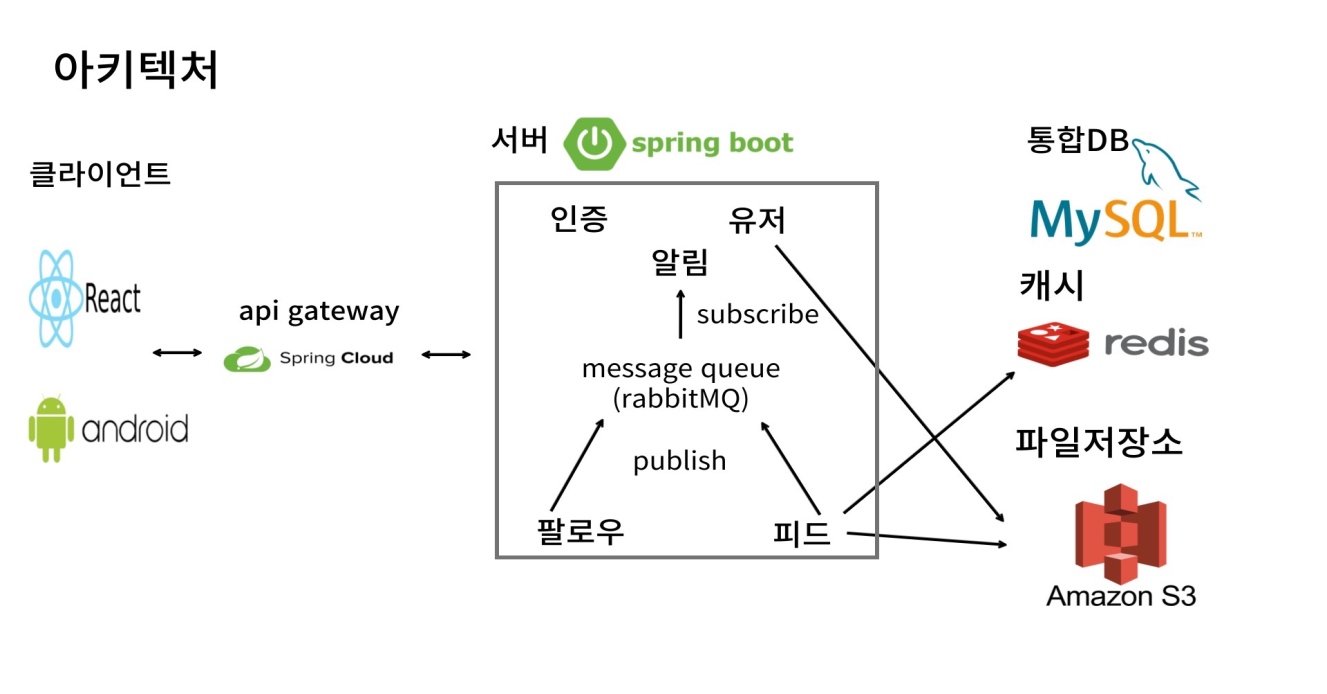 아키텍처
클라이언트
React
android
api gateway
Spring Cloud
서버
spring boot
인증
유저
알림
subscribe
message queue
(rabbitMQ)
publish
팔로우
피드
통합DB
MySQL™
캐시
redis
파일저장소
Amazon S3